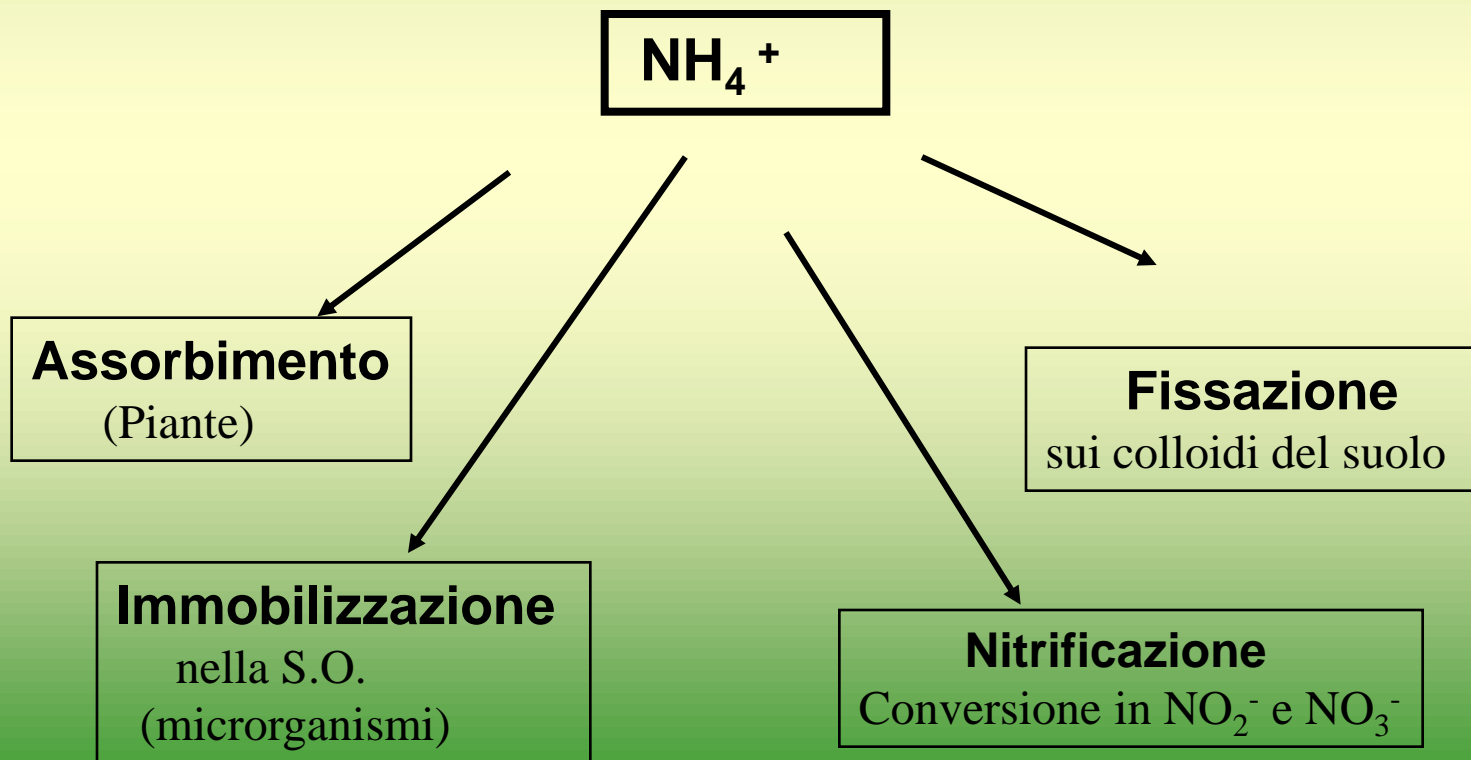 NH₄⁺
Assorbimento
(Piante)
Fissazione
sui colloidi del suolo
Immobilizzazione
nella S.O.
(microrganismi)
Nitrificazione
Conversione in NO₂⁻ e NO₃⁻